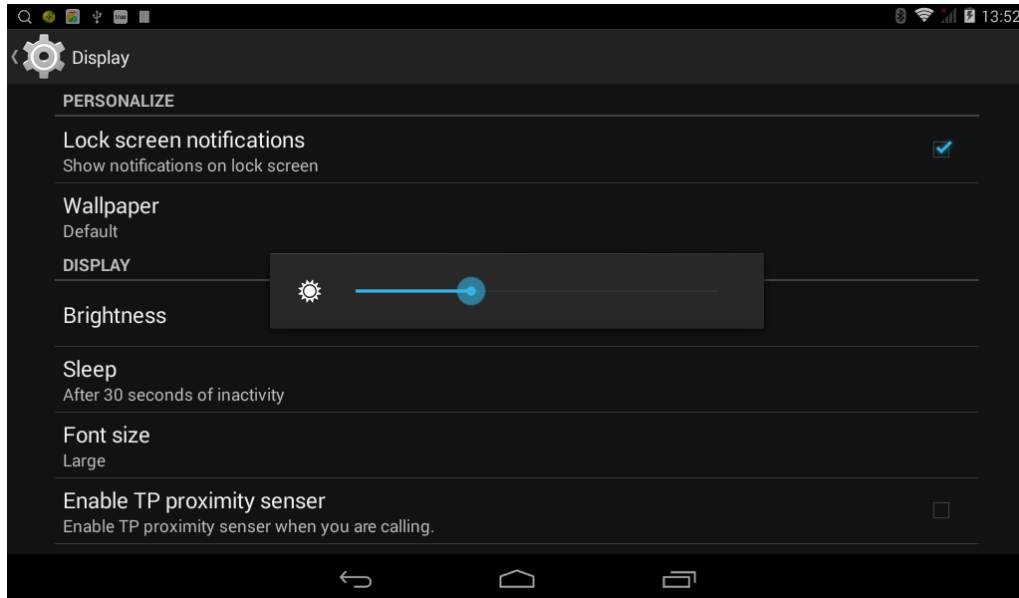 13:52
Display
PERSONALIZE
Lock screen notifications
Show notifications on lock screen
Wallpaper
Default
DISPLAY
Brightness
Sleep
After 30 seconds of inactivity
Font size
Large
Enable TP proximity senser
Enable TP proximity senser when you are calling.